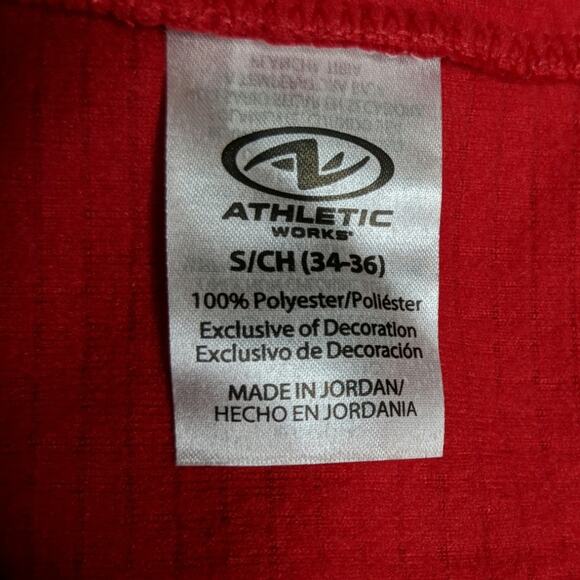 ATHLETIC
WORKS
S/CH (34-36)
100% Polyester/Poliéster
Exclusive of Decoration
Exclusivo de Decoración
MADE IN JORDAN/
HECHO EN JORDANIA